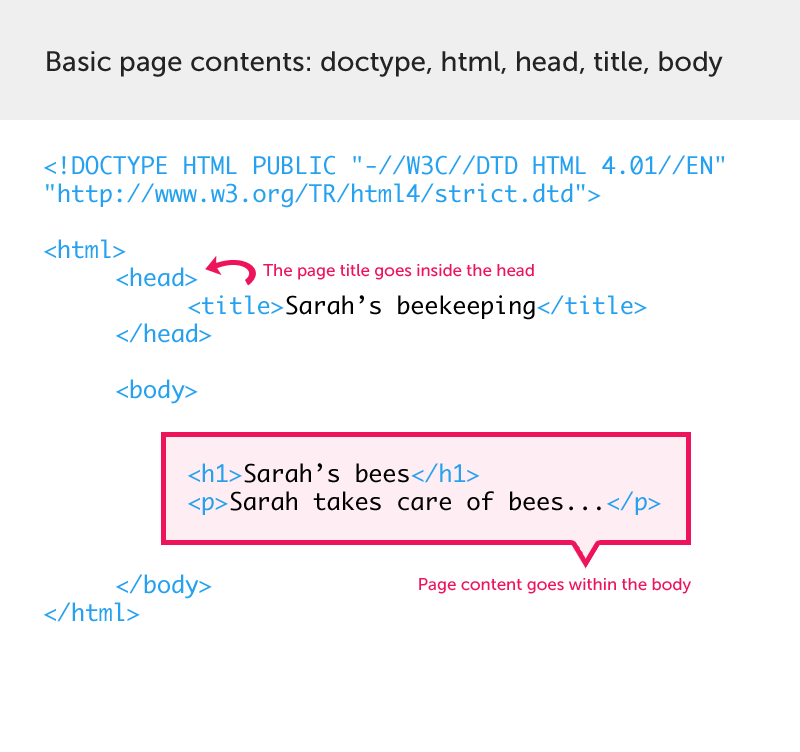 Basic page contents: doctype, html, head, title, body
<!DOCTYPE HTML PUBLIC "-//W3C//DTD HTML 4.01//EN"
"http://www.w3.org/TR/html4/strict.dtd">
<html>
<head>
The page title goes inside the head
<title>Sarah’s beekeeping</title>
</head>
<body>
<h1>Sarah’s bees</h1>
<p>Sarah takes care of bees...</p>
</body>
Page content goes within the body
</html>